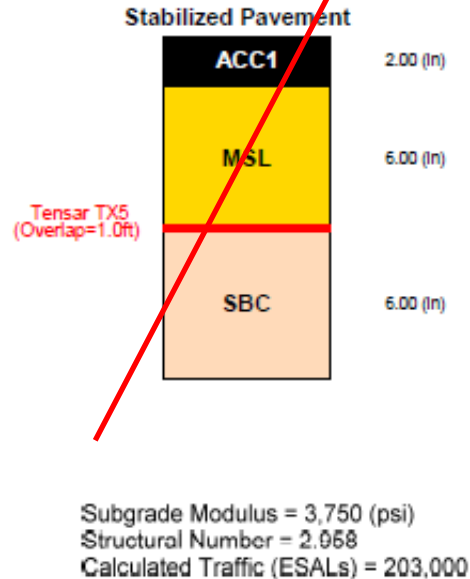 Stabilized Pavement
ACC1
2.00 (in)
MSL
6.00 (in)
Tensar TX5
(Overlap=1.0ft)
SBC
6.00 (in)
Subgrade Modulus = 3,750 (psi)
Structural Number = 2.958
Calculated Traffic (ESALs) = 203,000